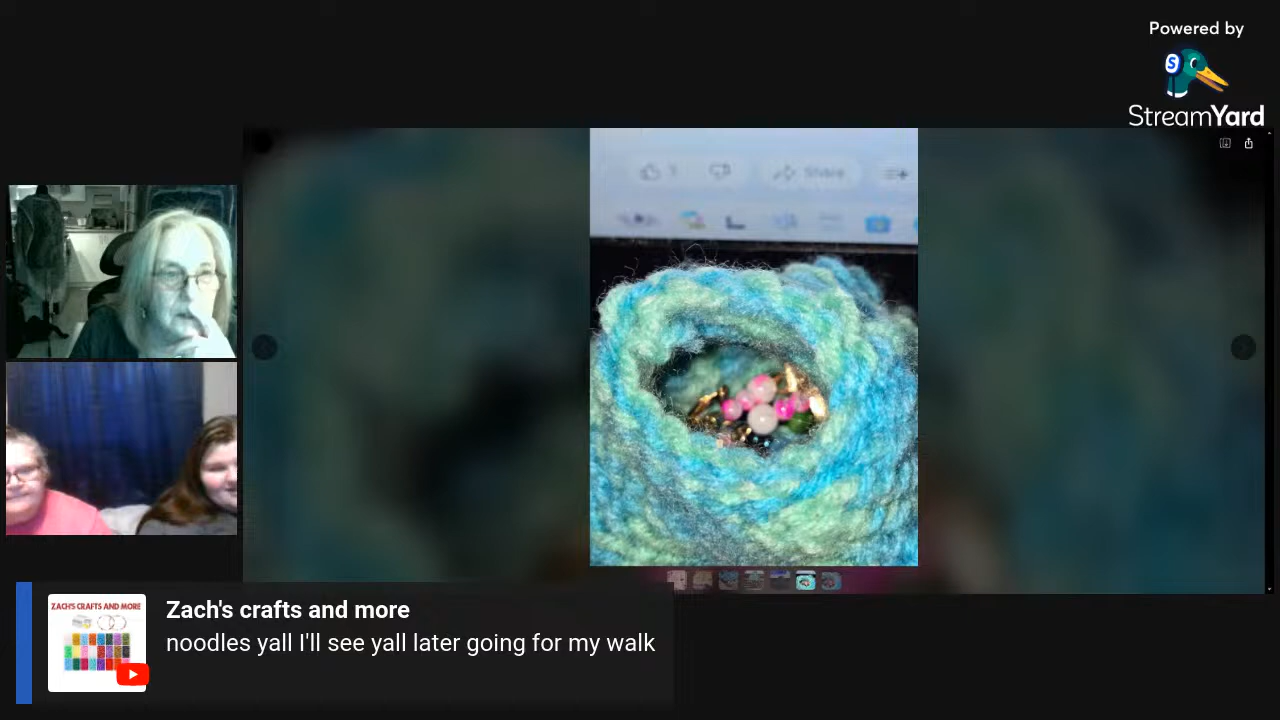 Powered by
S
StreamYard
Share
ZACH'S CRAFTS AND MORE
Zach's crafts and more
noodles yall I'll see yall later going for my walk